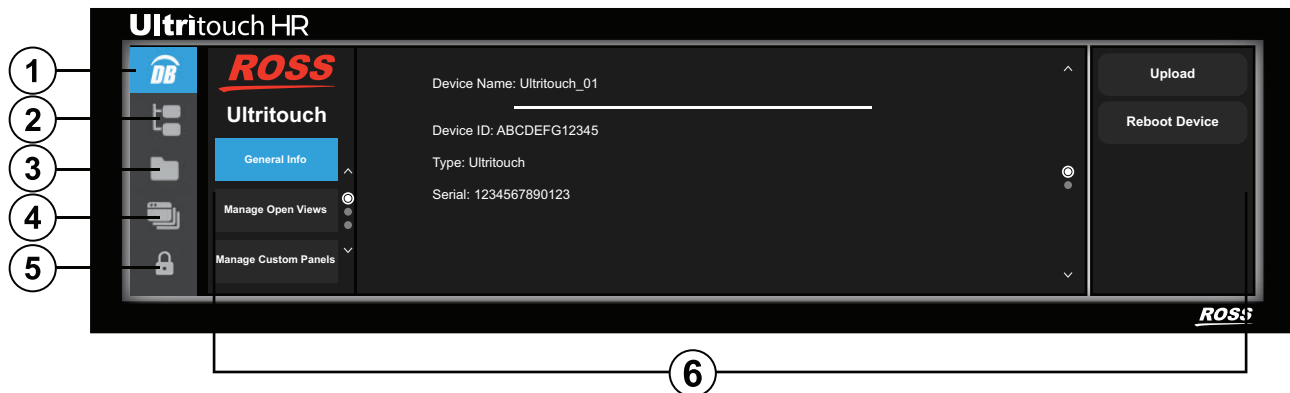 Ultritouch HR
1
DB
ROSS
Ultritouch
General Info
Manage Open Views
Manage Custom Panels
Device Name: Ultritouch_01
Device ID: ABCDEFG12345
Type: Ultritouch
Serial: 1234567890123
Upload
Reboot Device
2
3
4
5
ROSS
6